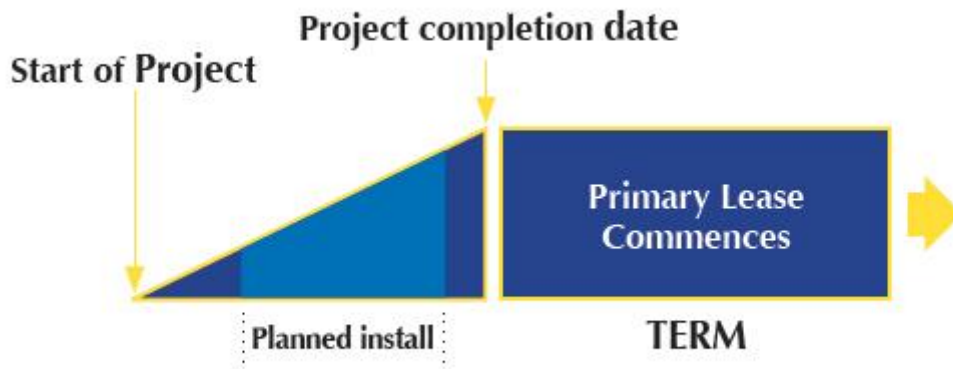 Project completion date
Start of Project
Primary Lease
Commences
Planned install
TERM